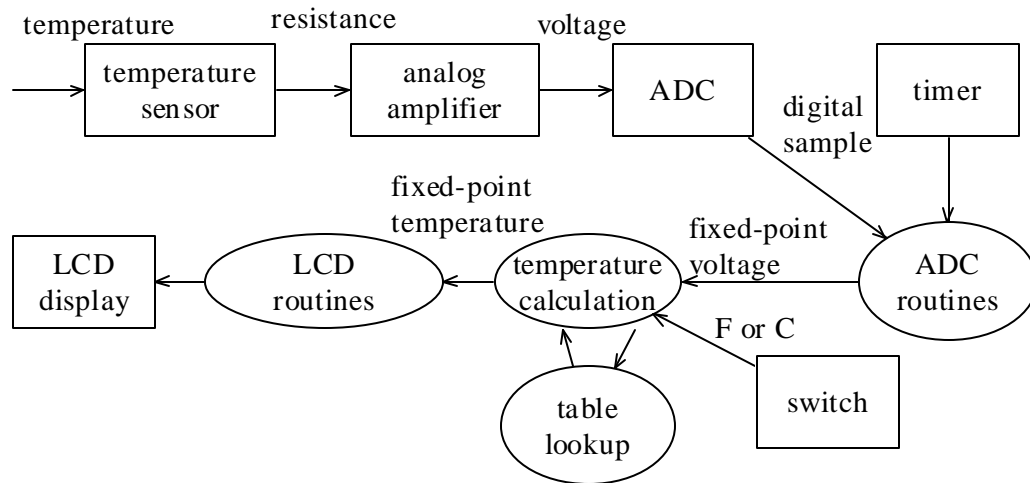 temperature
resistance
voltage
temperature
sensor
analog
amplifier
ADC
digital
sample
timer
fixed-point
temperature
fixed-point
voltage
LCD
display
LCD
routines
temperature
calculation
ADC
routines
F or C
table
lookup
switch